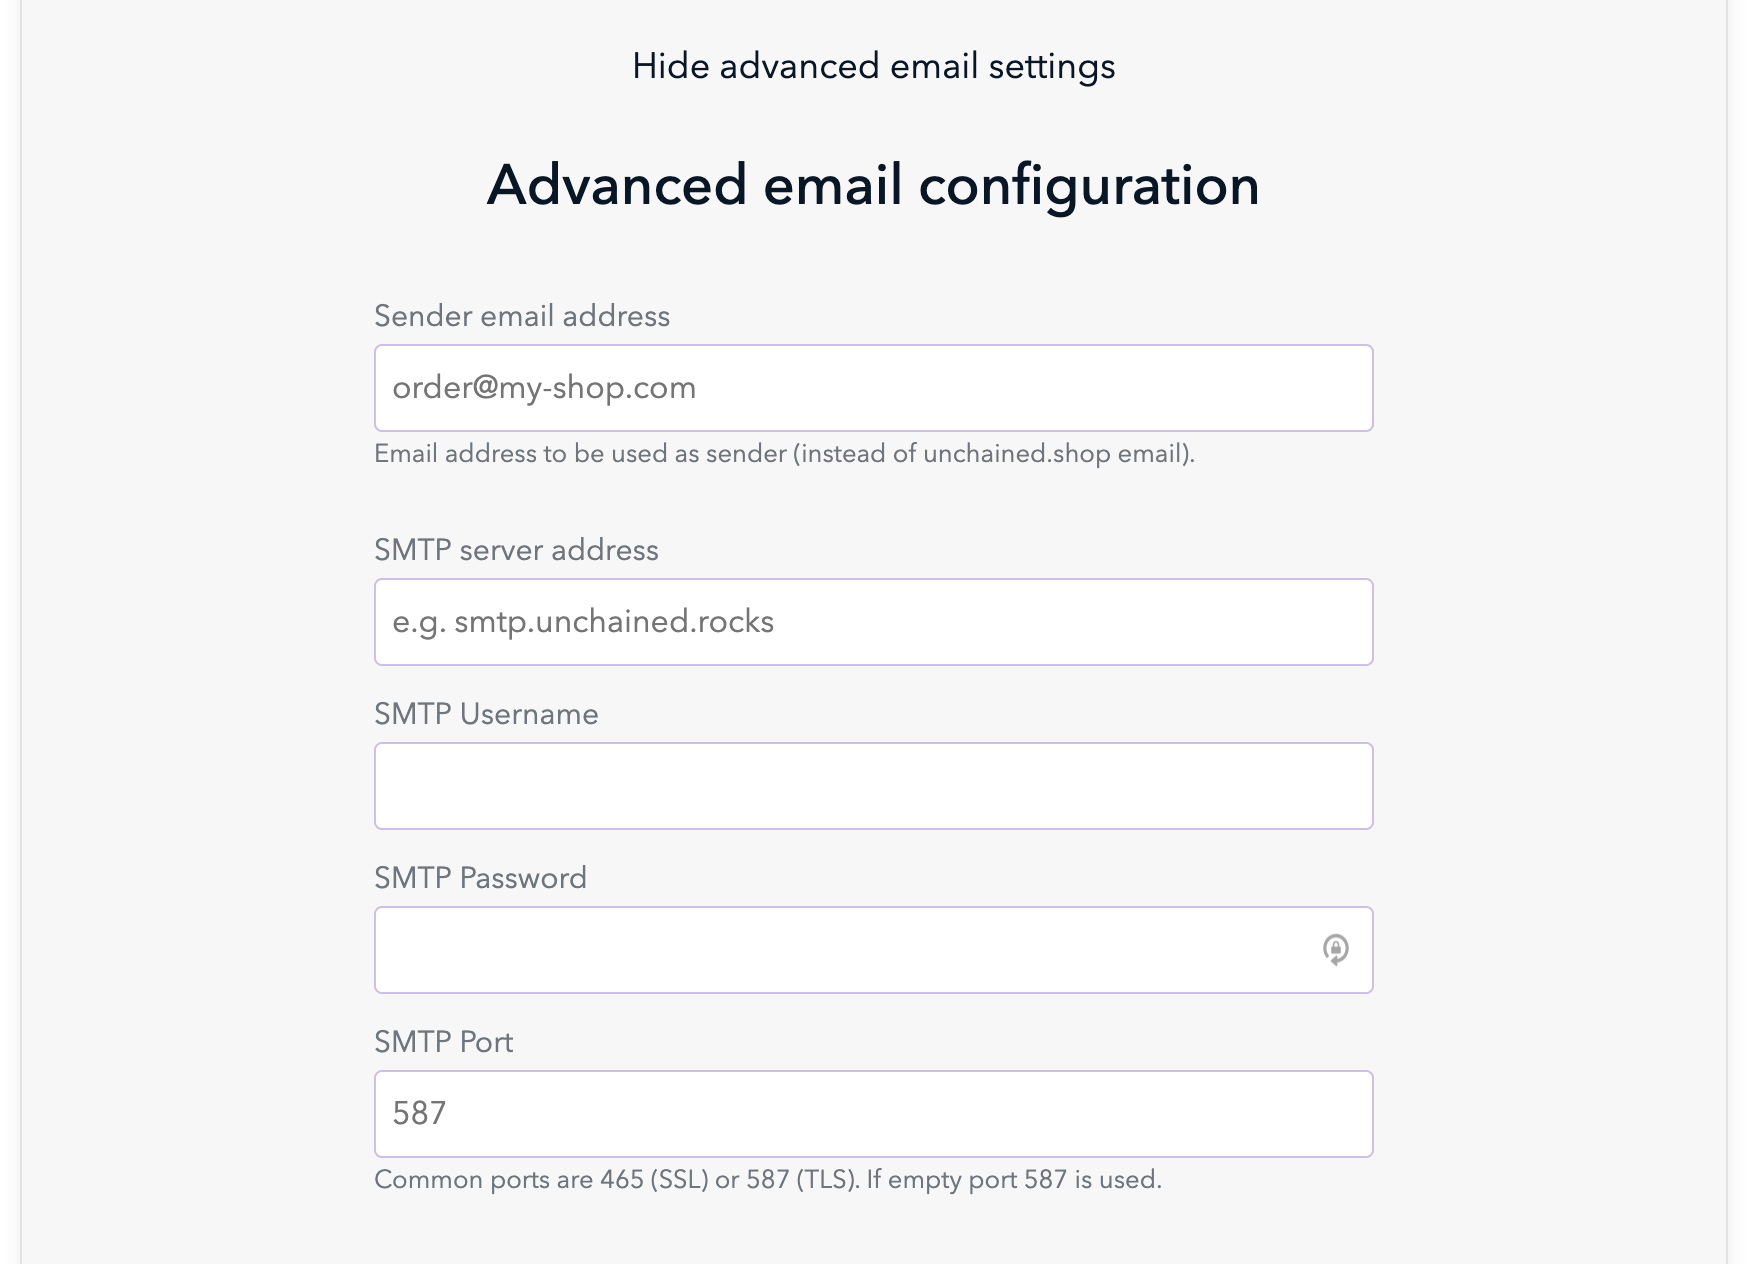 Hide advanced email settings
Advanced email configuration
Sender email address
order@my-shop.com
Email address to be used as sender (instead of unchained.shop email).
SMTP server address
e.g. smtp.unchained.rocks
SMTP Username
SMTP Password
SMTP Port
587
Common ports are 465 (SSL) or 587 (TLS). If empty port 587 is used.